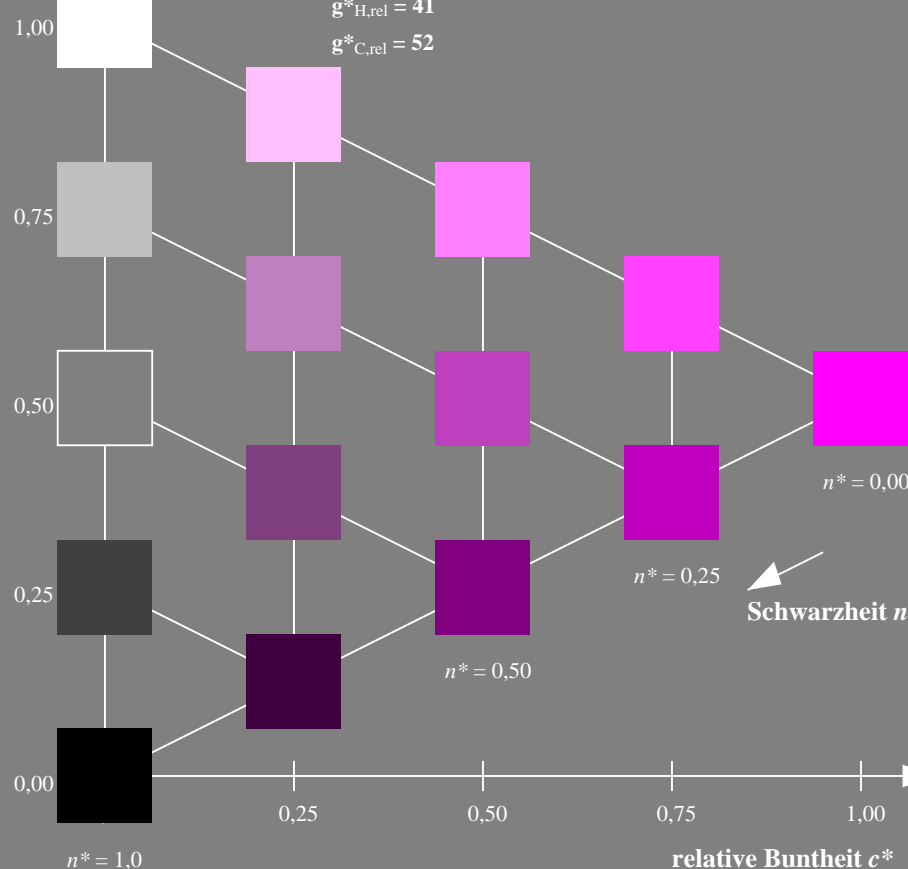 g*H,rel = 41
1,00
g*C,rel = 52
0,75
0,50
n* = 0,00
n* = 0,25
0,25
Schwarzheit n
n* = 0,50
0,00
0,25
0,50
0,75
1,00
n* = 1,0
relative Buntheit c*